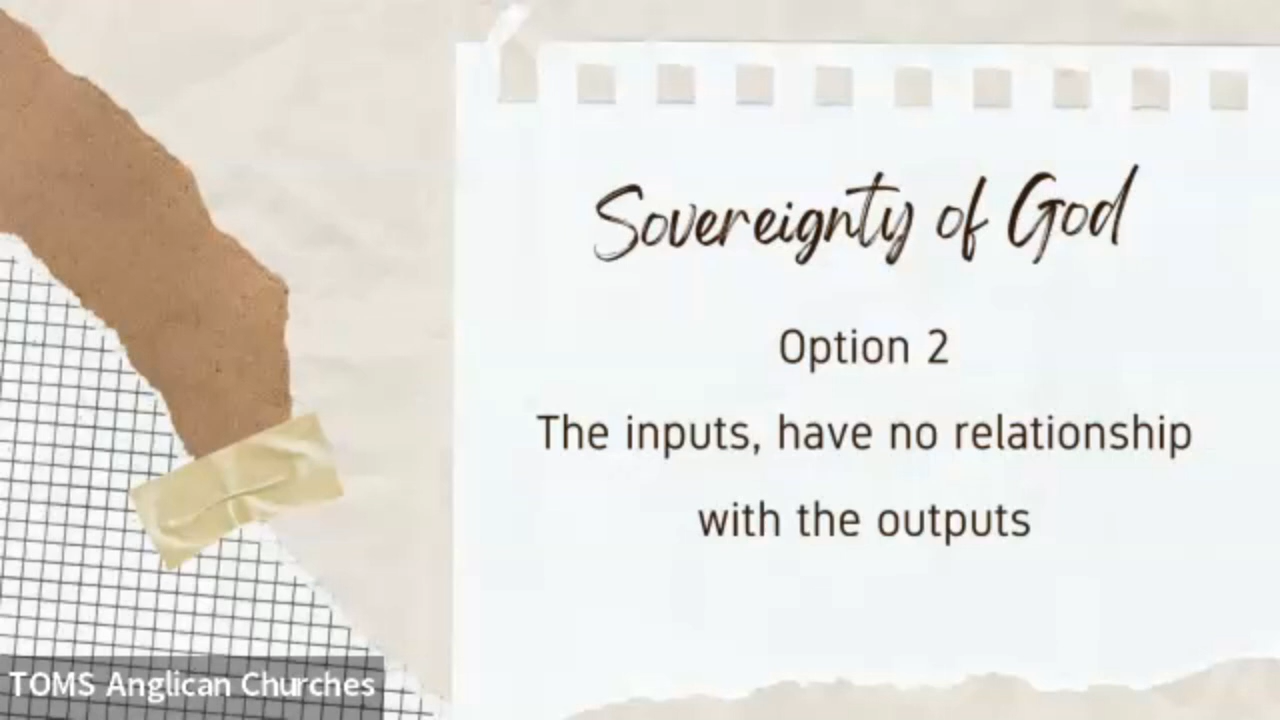 Sovereignty of God
Option 2
The inputs, have no relationship
with the outputs
TOMS Anglican Churches